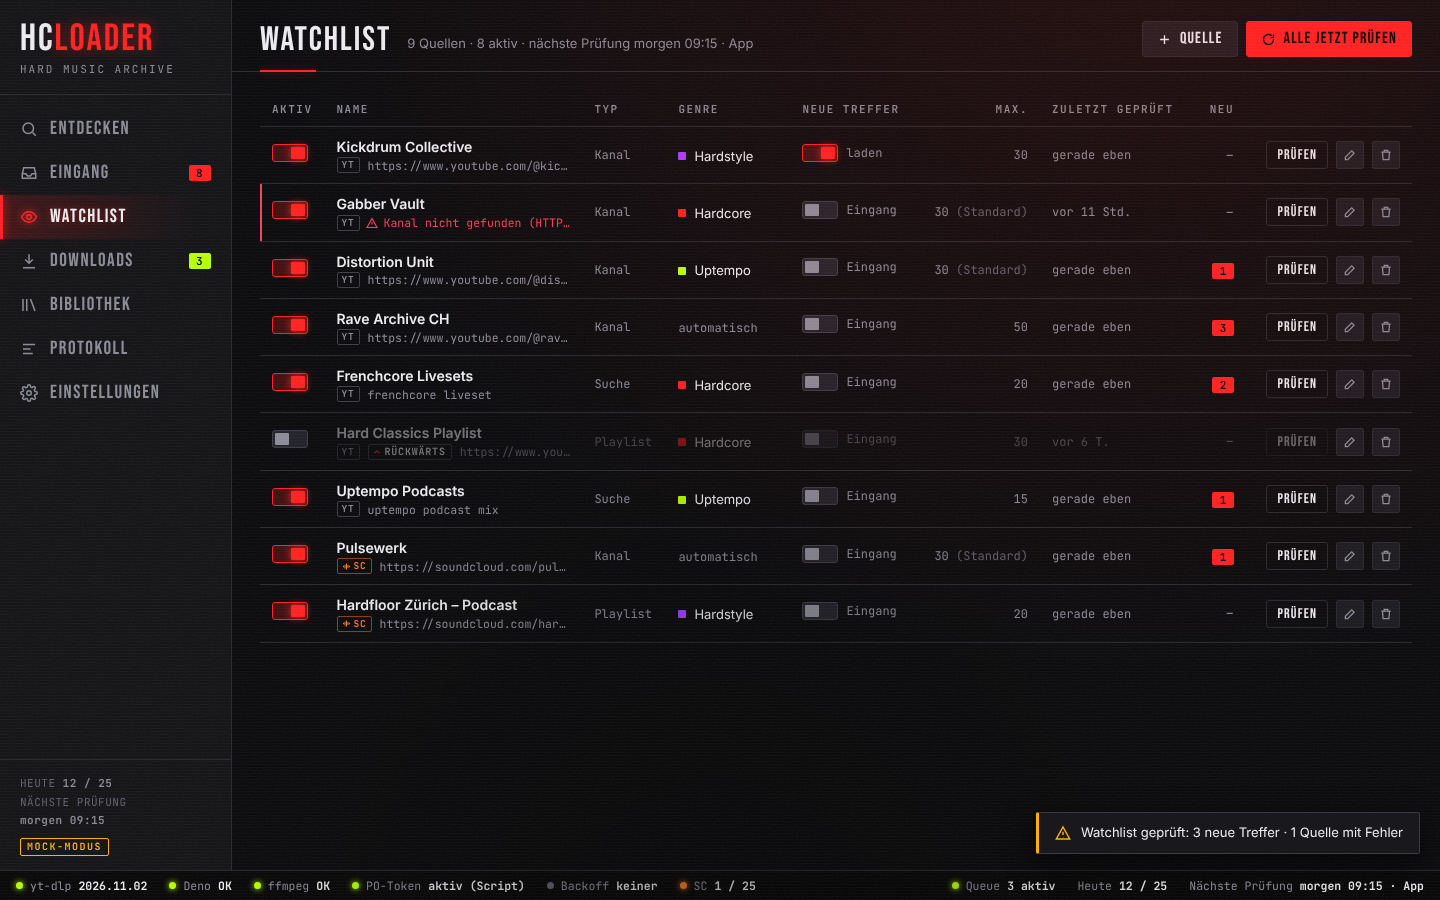 HCLOADER
HARD MUSIC ARCHIVE
ENTDECKEN
EINGANG 8
WATCHLIST
DOWNLOADS 3
BIBLIOTHEK
PROTOKOLL
EINSTELLUNGEN
HEUTE 12 / 25
NÄCHSTE PRÜFUNG
morgen 09:15
MOCK-MODUS
WATCHLIST 9 Quellen · 8 aktiv · nächste Prüfung morgen 09:15 · App
+ QUELLE
ALLE JETZT PRÜFEN
AKTIV NAME TYP GENRE NEUE TREFFER MAX. ZULETZT GEPRÜFT NEU
Kickdrum Collective
YT https://www.youtube.com/@kic…
Kanal Hardstyle laden 30 gerade eben – PRÜFEN
Gabber Vault
YT Kanal nicht gefunden (HTTP…
Kanal Hardcore Eingang 30 (Standard) vor 11 Std. – PRÜFEN
Distortion Unit
YT https://www.youtube.com/@dis…
Kanal Uptempo Eingang 30 (Standard) gerade eben 1 PRÜFEN
Rave Archive CH
YT https://www.youtube.com/@rav…
Kanal automatisch Eingang 50 gerade eben 3 PRÜFEN
Frenchcore Livesets
YT frenchcore liveset
Suche Hardcore Eingang 20 gerade eben 2 PRÜFEN
Hard Classics Playlist
YT RÜCKWÄRTS https://www.you…
Playlist Hardcore Eingang 30 vor 6 T. – PRÜFEN
Uptempo Podcasts
YT uptempo podcast mix
Suche Uptempo Eingang 15 gerade eben 1 PRÜFEN
Pulsewerk
SC https://soundcloud.com/pul…
Kanal automatisch Eingang 30 (Standard) gerade eben 1 PRÜFEN
Hardfloor Zürich – Podcast
SC https://soundcloud.com/har…
Playlist Hardstyle Eingang 20 gerade eben – PRÜFEN
Watchlist geprüft: 3 neue Treffer · 1 Quelle mit Fehler
yt-dlp 2026.11.02 Deno OK ffmpeg OK PO-Token aktiv (Script) Backoff keiner SC 1 / 25 Queue 3 aktiv Heute 12 / 25 Nächste Prüfung morgen 09:15 · App